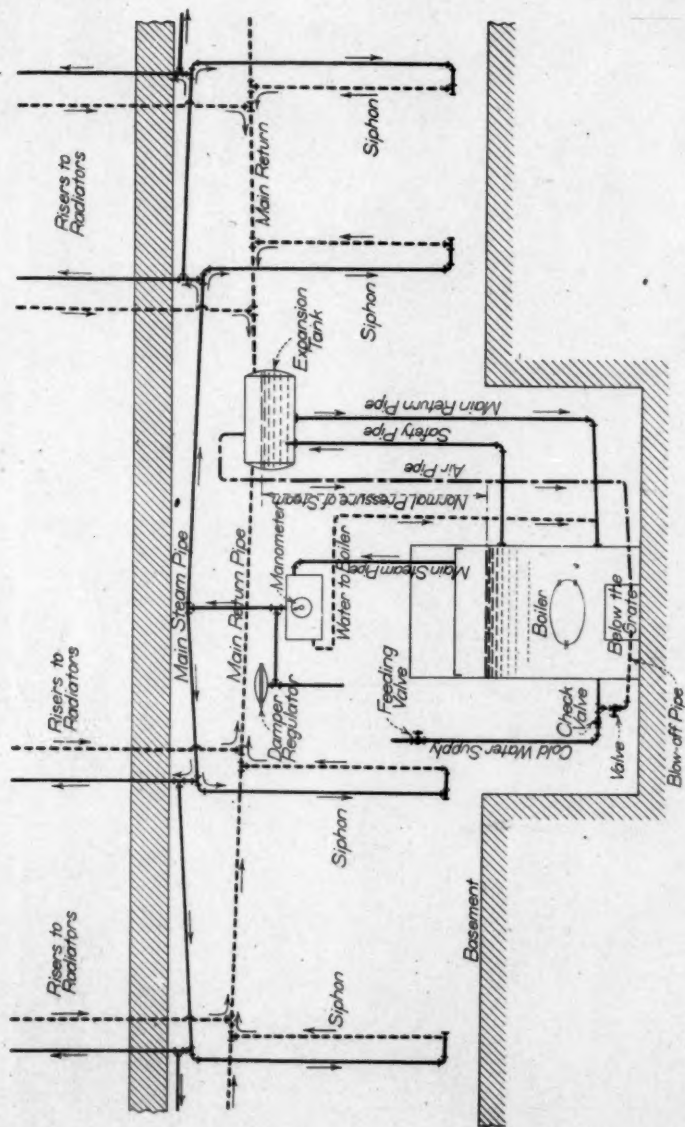 Risers to
Radiators
Risers to
Radiators
Risers to
Radiators
Main Steam Pipe
Main Return Pipe
Main Return
Expansion
Tank
Manometer
Damper
Regulator
Water to Boiler
Main Steam Pipe
Normal Pressure of Steam
Air Pipe
Safety Pipe
Main Return Pipe
Siphon
Siphon
Siphon
Siphon
Feeding
Valve
Cold Water Supply
Check
Valve
Valve
Blow-off Pipe
Boiler
Below the
Grate
Basement